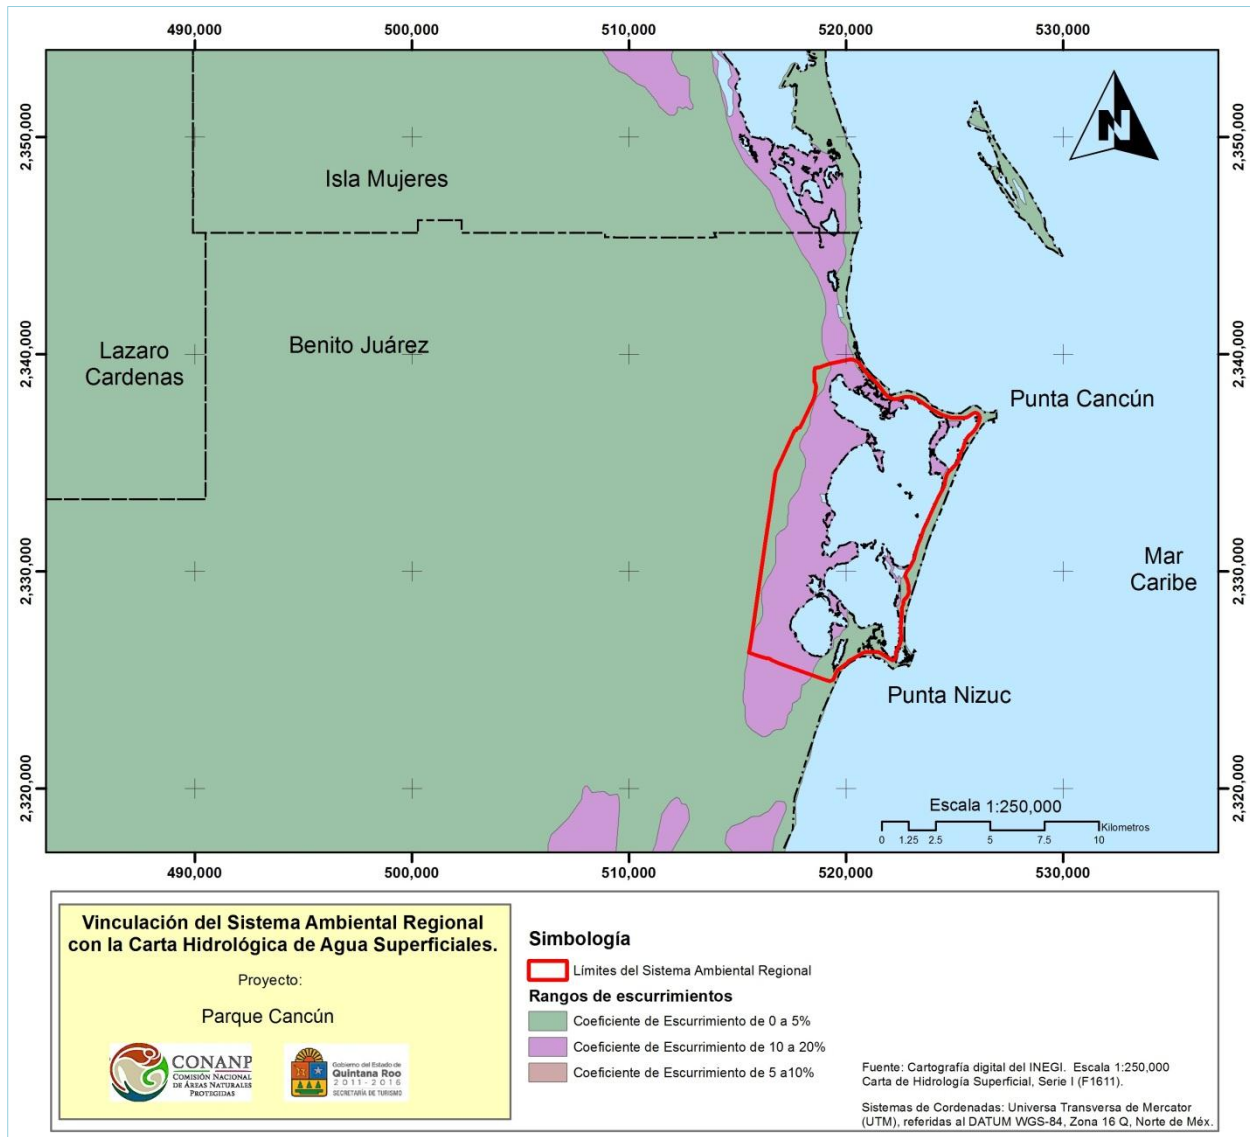 490,000 500,000 510,000 520,000 530,000
2,350,000 2,350,000
N
Isla Mujeres
2,340,000 2,340,000
Benito Juárez
Lazaro
Cardenas
Punta Cancún
2,330,000 2,330,000
Mar
Caribe
Punta Nizuc
2,320,000 2,320,000
Escala 1:250,000
Kilometros
0 1.25 2.5 5 7.5 10
490,000 500,000 510,000 520,000 530,000
Vinculación del Sistema Ambiental Regional
con la Carta Hidrológica de Agua Superficiales.
Proyecto:
Parque Cancún
CONANP
COMISIÓN NACIONAL
DE ÁREAS NATURALES
PROTEGIDAS
Gobierno del Estado de
Quintana Roo
2011 - 2016
SECRETARÍA DE TURISMO
Simbología
Límites del Sistema Ambiental Regional
Rangos de escurrimientos
Coeficiente de Escurrimiento de 0 a 5%
Coeficiente de Escurrimiento de 10 a 20%
Coeficiente de Escurrimiento de 5 a10%
Fuente: Cartografía digital del INEGI. Escala 1:250,000
Carta de Hidrología Superficial, Serie I (F1611).
Sistemas de Cordenadas: Universa Transversa de Mercator
(UTM), referidas al DATUM WGS-84, Zona 16 Q, Norte de Méx.